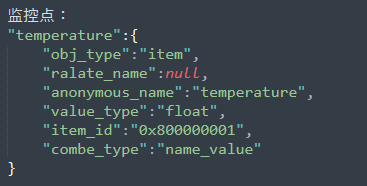 监控点：
"temperature":{
"obj_type":"item",
"ralate_name":null,
"anonymous_name":"temperature",
"value_type":"float",
"item_id":"0x800000001",
"combe_type":"name_value"
}